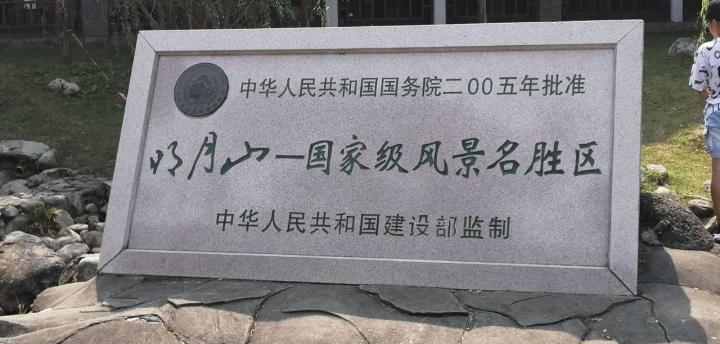 中华人民共和国国务院二00五年批准
明月山—国家级风景名胜区
中华人民共和国建设部监制